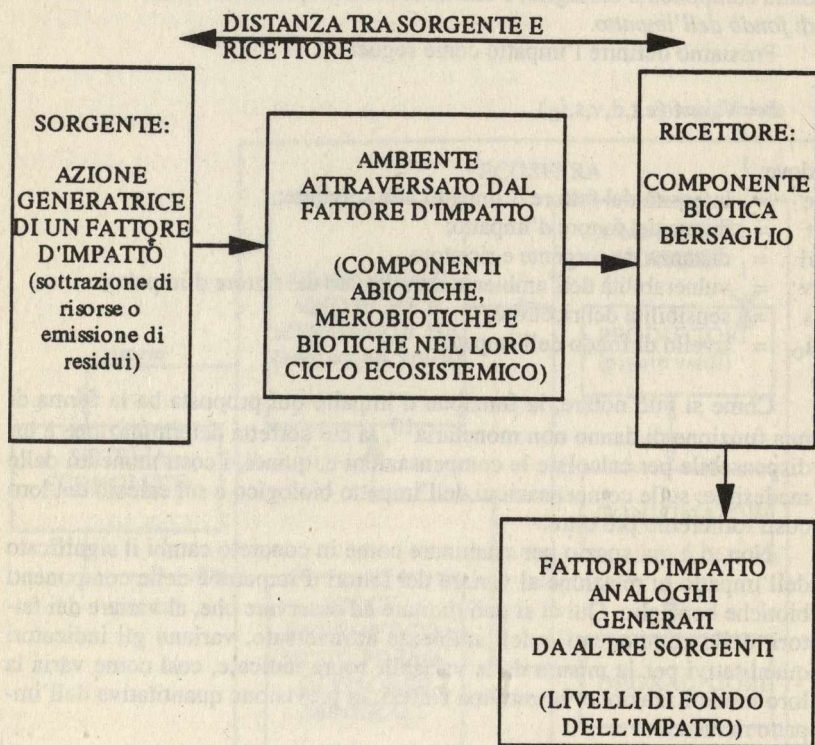 DISTANZA TRA SORGENTE E
RICETTORE
SORGENTE:
AZIONE
GENERATRICE
DI UN FATTORE
D'IMPATTO
(sottrazione di
risorse o
emissione di
residui)
AMBIENTE
ATTRAVERSATO DAL
FATTORE D'IMPATTO
(COMPONENTI
ABIOTICHE,
MEROBIOTICHE E
BIOTICHE NEL LORO
CICLO ECOSISTEMICO)
RICETTORE:
COMPONENTE
BIOTICA
BERSAGLIO
FATTORI D'IMPATTO
ANALOGHI
GENERATI
DA ALTRE SORGENTI
(LIVELLI DI FONDO
DELL'IMPATTO)